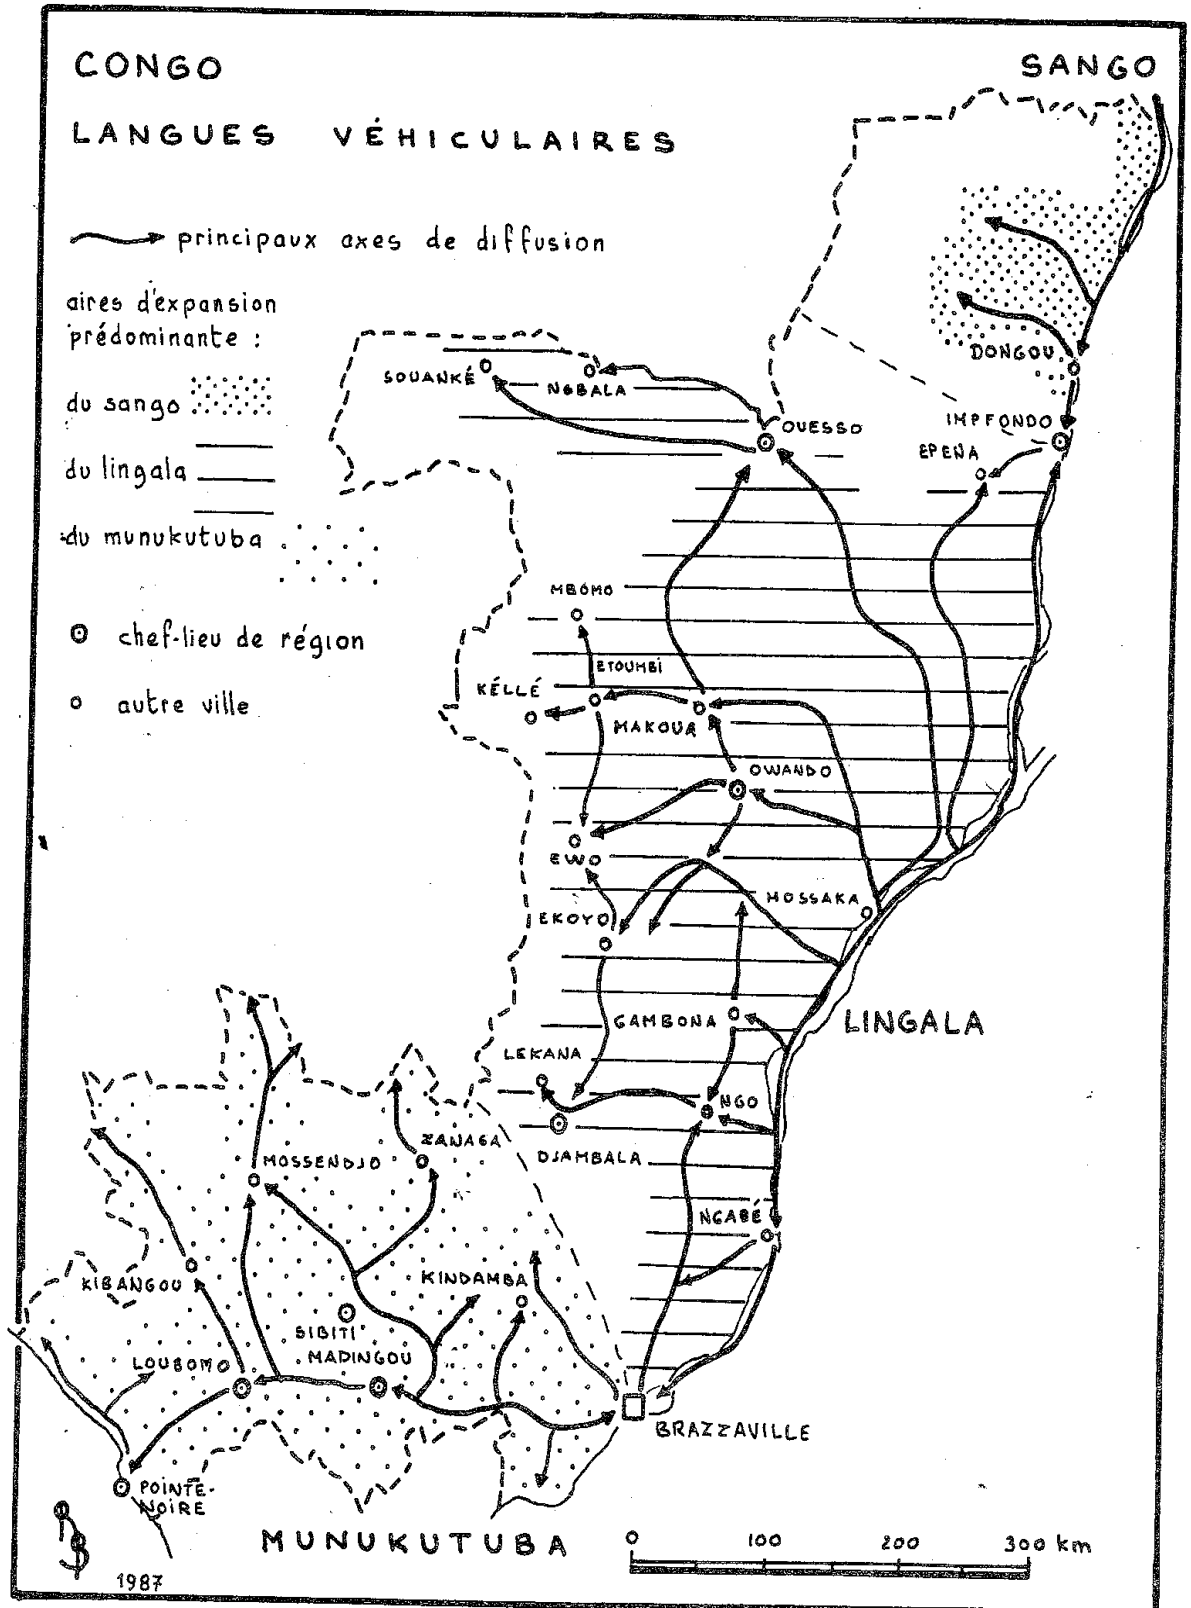 CONGO
SANGO
LANGUES VÉHICULAIRES
principaux axes de diffusion
aires d'expansion
prédominante :
du sango
du lingala
du munukutuba
chef-lieu de région
autre ville
DONGOU
SOUANKÉ
NGBALA
IMPFONDO
OUESSO
EPENA
MBOMO
ETOUMBI
KÉLLÉ
MAKOUA
OWANDO
EWO
MOSSAKA
EKOYO
GAMBONA
LINGALA
LEKANA
NGO
ZANAGA
DJAMBALA
MOSSENDJO
NGABÉ
KIBANGOU
KINDAMBA
SIBITI
MADINGOU
LOUBOMO
BRAZZAVILLE
POINTE-
NOIRE
MUNUKUTUBA
0 100 200 300 km
1987